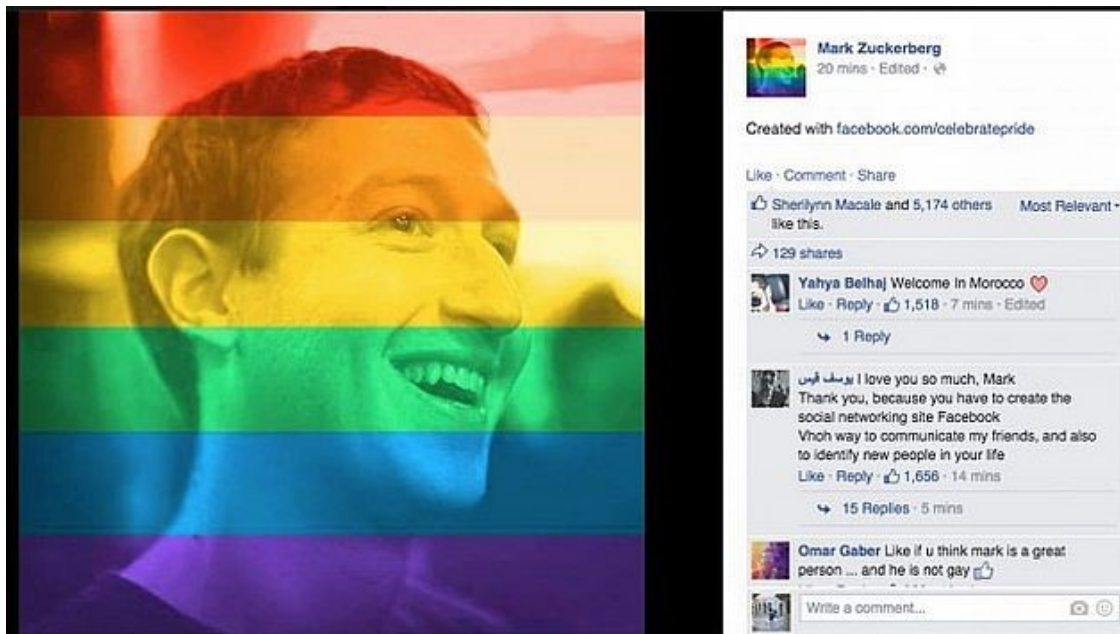 Mark Zuckerberg
20 mins · Edited ·
Created with facebook.com/celebratepride
Like · Comment · Share
Sherilynn Macale and 5,174 others
like this.
Most Relevant
129 shares
Yahya Belhaj Welcome In Morocco
Like · Reply · 1,518 · 7 mins · Edited
1 Reply
يوسف قيس I love you so much, Mark
Thank you, because you have to create the
social networking site Facebook
Vhoh way to communicate my friends, and also
to identify new people in your life
Like · Reply · 1,656 · 14 mins
15 Replies · 5 mins
Omar Gaber Like if u think mark is a great
person ... and he is not gay
Write a comment...